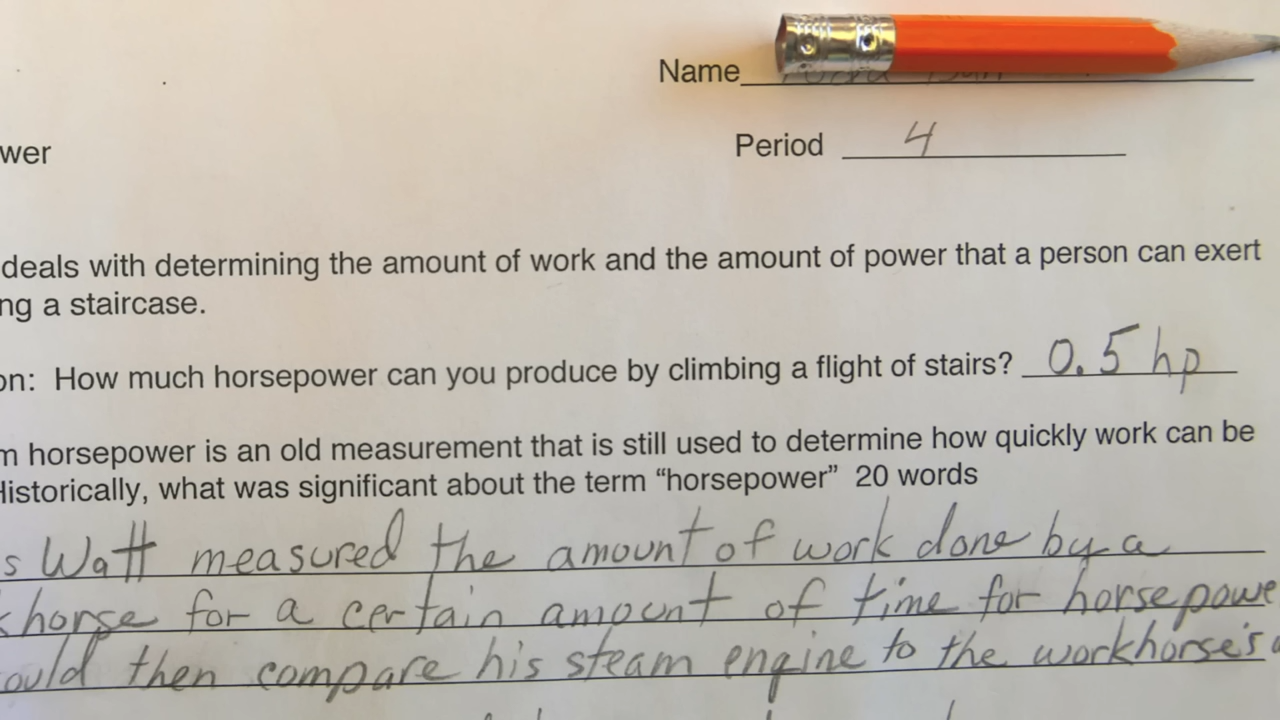 Name
Period 4
wer
deals with determining the amount of work and the amount of power that a person can exert
ng a staircase.
on: How much horsepower can you produce by climbing a flight of stairs? 0.5 hp
m horsepower is an old measurement that is still used to determine how quickly work can be
Historically, what was significant about the term “horsepower” 20 words
s Watt measured the amount of work done by a
khorse for a certain amount of time for horsepowe
ould then compare his steam engine to the workhorse's